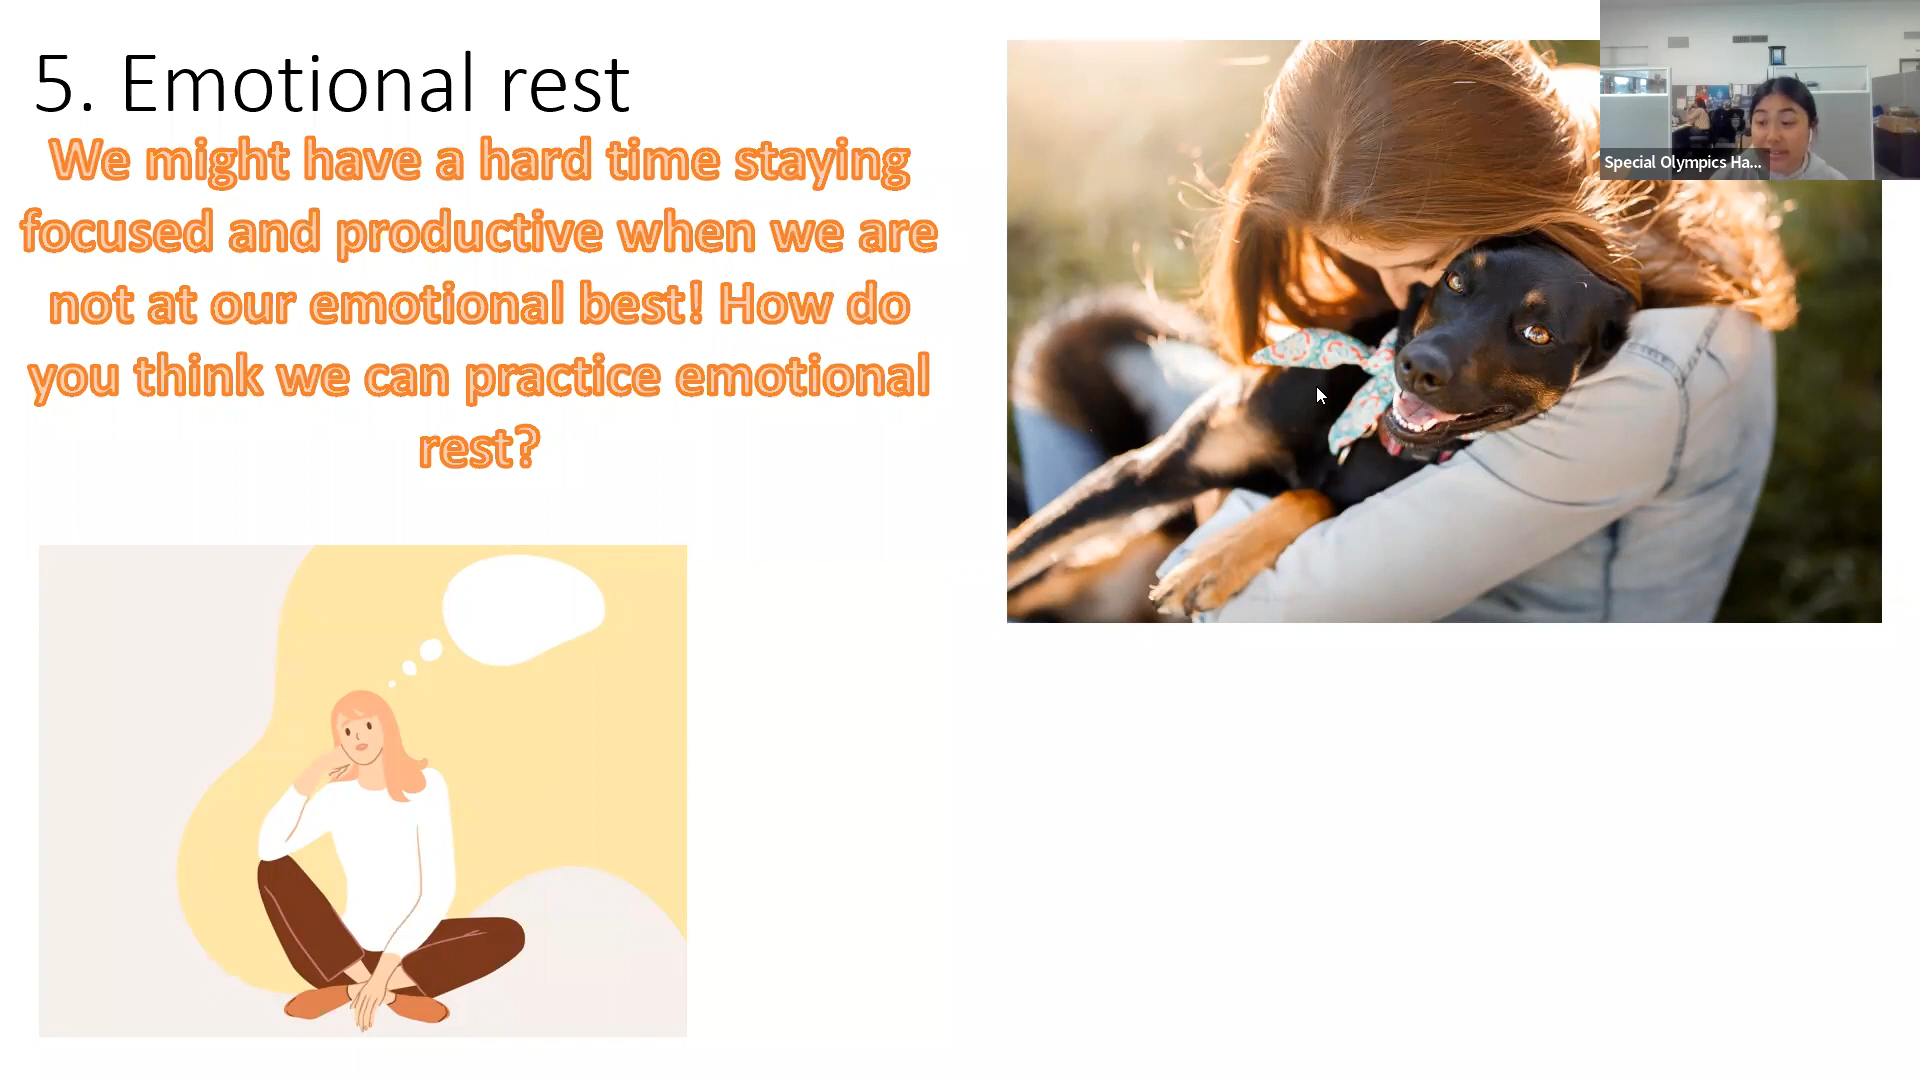 5. Emotional rest
We might have a hard time staying
focused and productive when we are
not at our emotional best! How do
you think we can practice emotional
rest?
Special Olympics Ha...